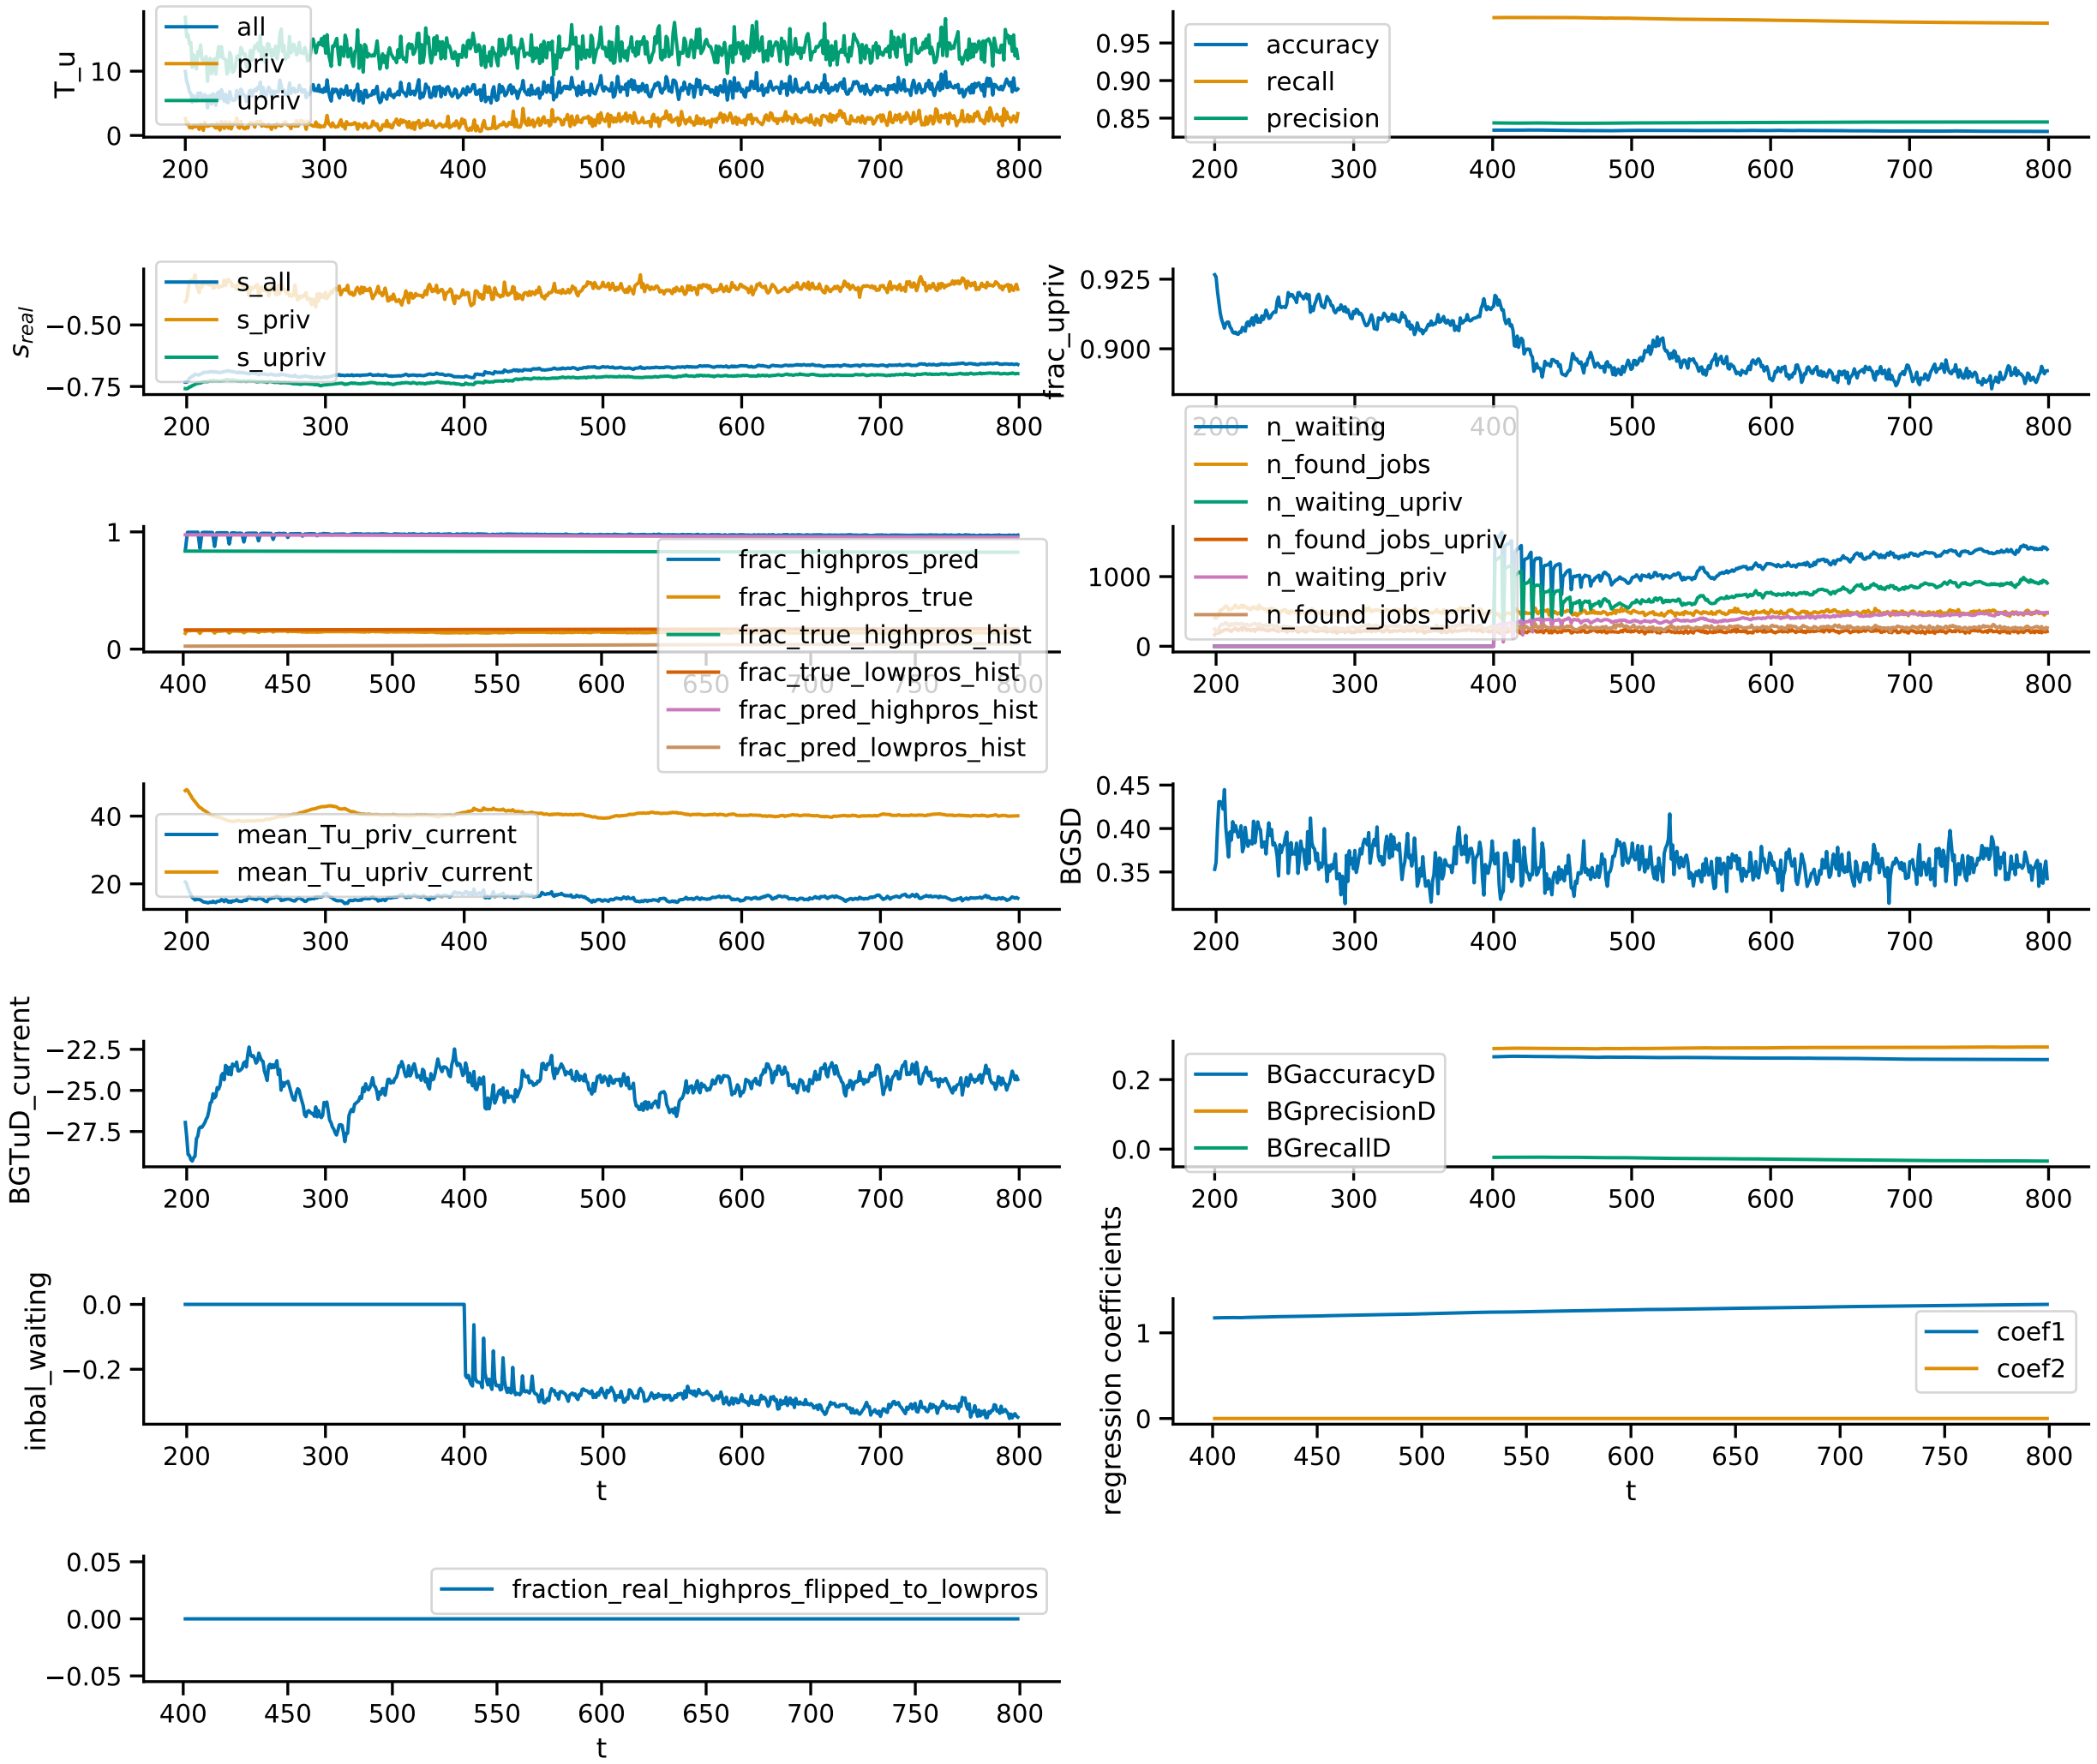 T_u
10
0
all
priv
upriv
200 300 400 500 600 700 800
0.95
0.90
0.85
accuracy
recall
precision
200 300 400 500 600 700 800
s_real
−0.50
−0.75
s_all
s_priv
s_upriv
200 300 400 500 600 700 800
frac_upriv
0.925
0.900
200 300 400 500 600 700 800
1
0
frac_highpros_pred
frac_highpros_true
frac_true_highpros_hist
frac_true_lowpros_hist
frac_pred_highpros_hist
frac_pred_lowpros_hist
400 450 500 550 600 650 700 750 800
1000
0
n_waiting
n_found_jobs
n_waiting_upriv
n_found_jobs_upriv
n_waiting_priv
n_found_jobs_priv
200 300 400 500 600 700 800
40
20
mean_Tu_priv_current
mean_Tu_upriv_current
200 300 400 500 600 700 800
BGSD
0.45
0.40
0.35
200 300 400 500 600 700 800
BGTuD_current
−22.5
−25.0
−27.5
200 300 400 500 600 700 800
0.2
0.0
BGaccuracyD
BGprecisionD
BGrecallD
200 300 400 500 600 700 800
inbal_waiting
0.0
−0.2
200 300 400 500 600 700 800
t
regression coefficients
1
0
coef1
coef2
400 450 500 550 600 650 700 750 800
t
0.05
0.00
−0.05
fraction_real_highpros_flipped_to_lowpros
400 450 500 550 600 650 700 750 800
t